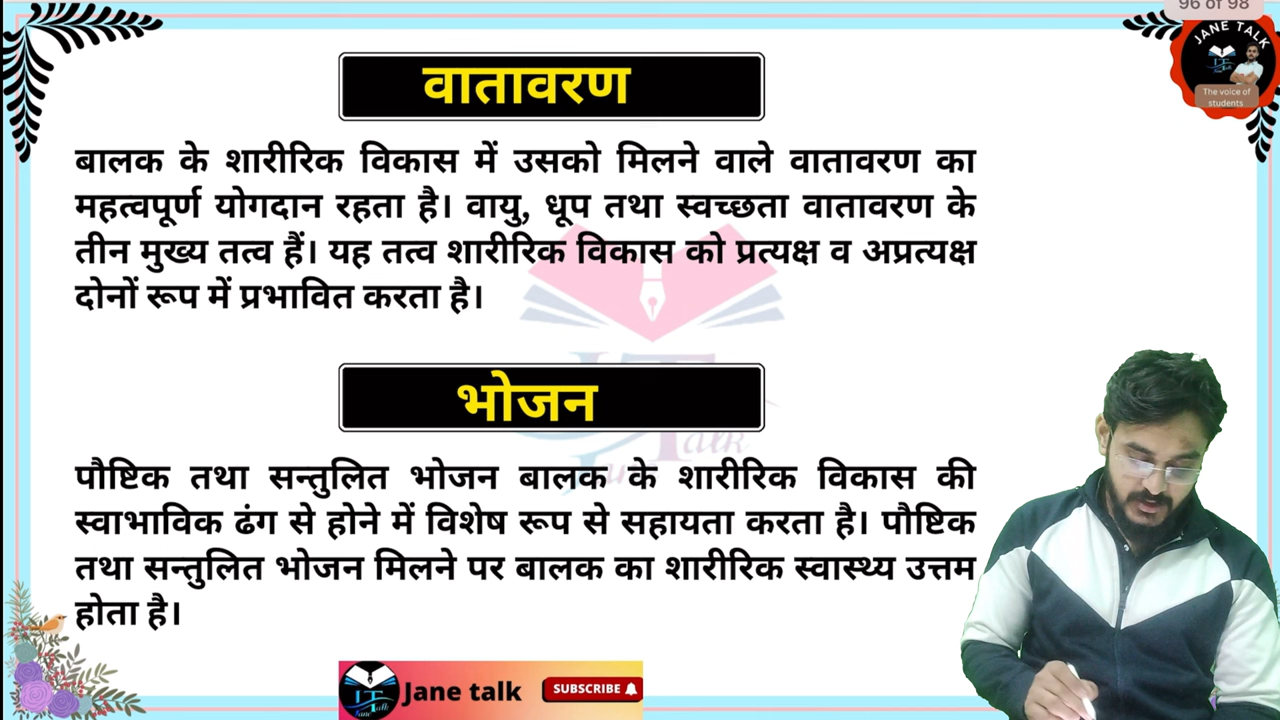 96 of 98
JANE TALK
The voice of
students
वातावरण
बालक के शारीरिक विकास में उसको मिलने वाले वातावरण का
महत्वपूर्ण योगदान रहता है। वायु, धूप तथा स्वच्छता वातावरण के
तीन मुख्य तत्व हैं। यह तत्व शारीरिक विकास को प्रत्यक्ष व अप्रत्यक्ष
दोनों रूप में प्रभावित करता है।
भोजन
पौष्टिक तथा सन्तुलित भोजन बालक के शारीरिक विकास की
स्वाभाविक ढंग से होने में विशेष रूप से सहायता करता है। पौष्टिक
तथा सन्तुलित भोजन मिलने पर बालक का शारीरिक स्वास्थ्य उत्तम
होता है।
Jane talk
SUBSCRIBE